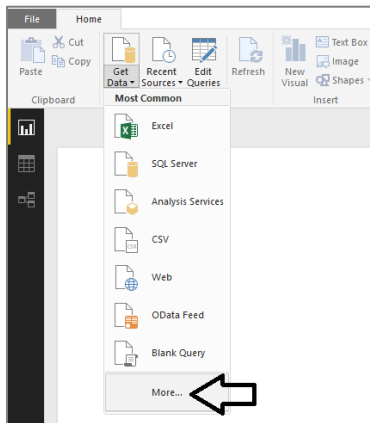 File Home
Cut
Copy
Paste
Clipboard
Get Data
Recent Sources
Edit Queries
Refresh
New Visual
Text Box
Image
Shapes
Insert
Most Common
Excel
SQL Server
Analysis Services
CSV
Web
OData Feed
Blank Query
More...